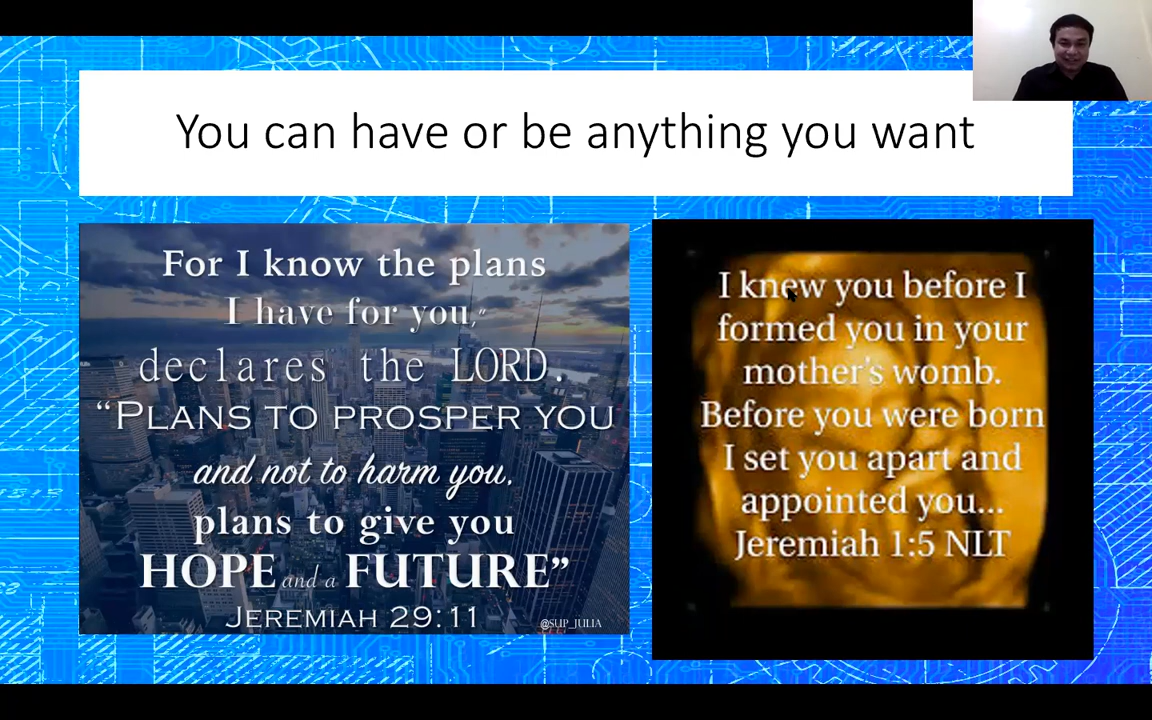 You can have or be anything you want
For I know the plans
I have for you,"
declares the LORD.
“PLANS TO PROSPER YOU
and not to harm you,
plans to give you
HOPE and a FUTURE”
JEREMIAH 29:11
@SUP_JULIA
I knew you before I
formed you in your
mother's womb.
Before you were born
I set you apart and
appointed you...
Jeremiah 1:5 NLT